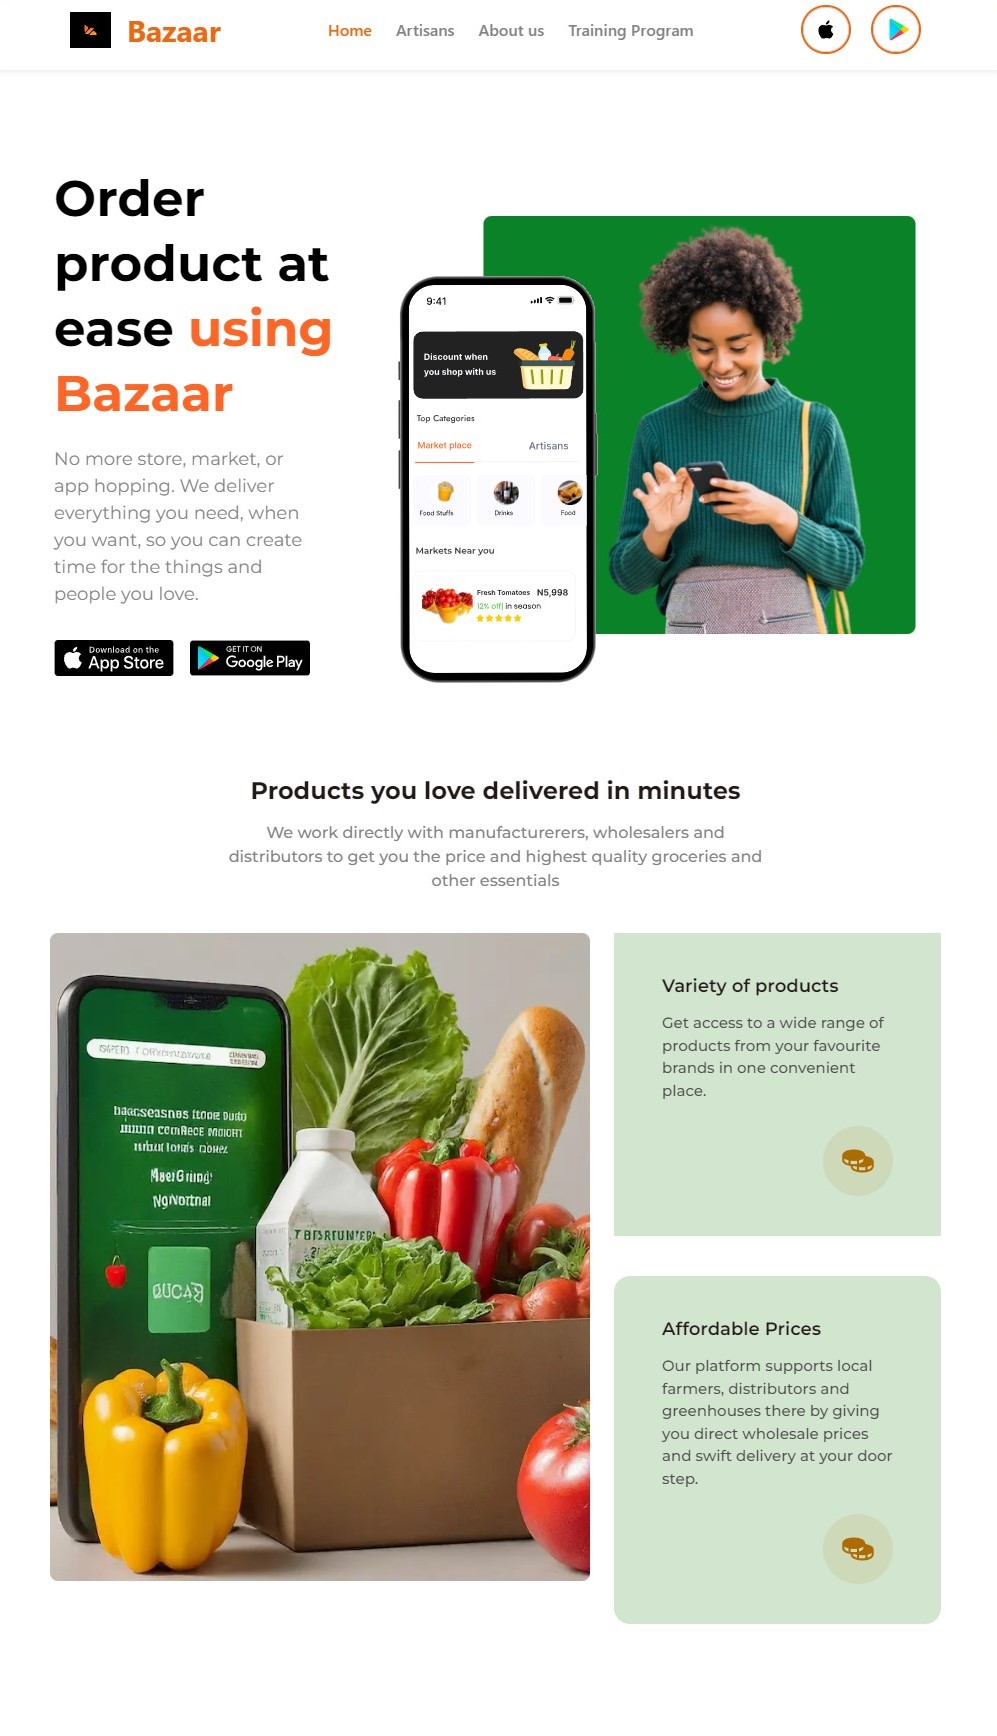 Bazaar
Home Artisans About us Training Program
Order
product at
ease using
Bazaar
No more store, market, or
app hopping. We deliver
everything you need, when
you want, so you can create
time for the things and
people you love.
Download on the
App Store
GET IT ON
Google Play
9:41
Discount when
you shop with us
Top Categories
Market place Artisans
Food Stuffs Drinks Food
Markets Near you
Fresh Tomatoes N5,998
12% off| in season
Products you love delivered in minutes
We work directly with manufacturerers, wholesalers and
distributors to get you the price and highest quality groceries and
other essentials
Variety of products
Get access to a wide range of
products from your favourite
brands in one convenient
place.
Affordable Prices
Our platform supports local
farmers, distributors and
greenhouses there by giving
you direct wholesale prices
and swift delivery at your door
step.